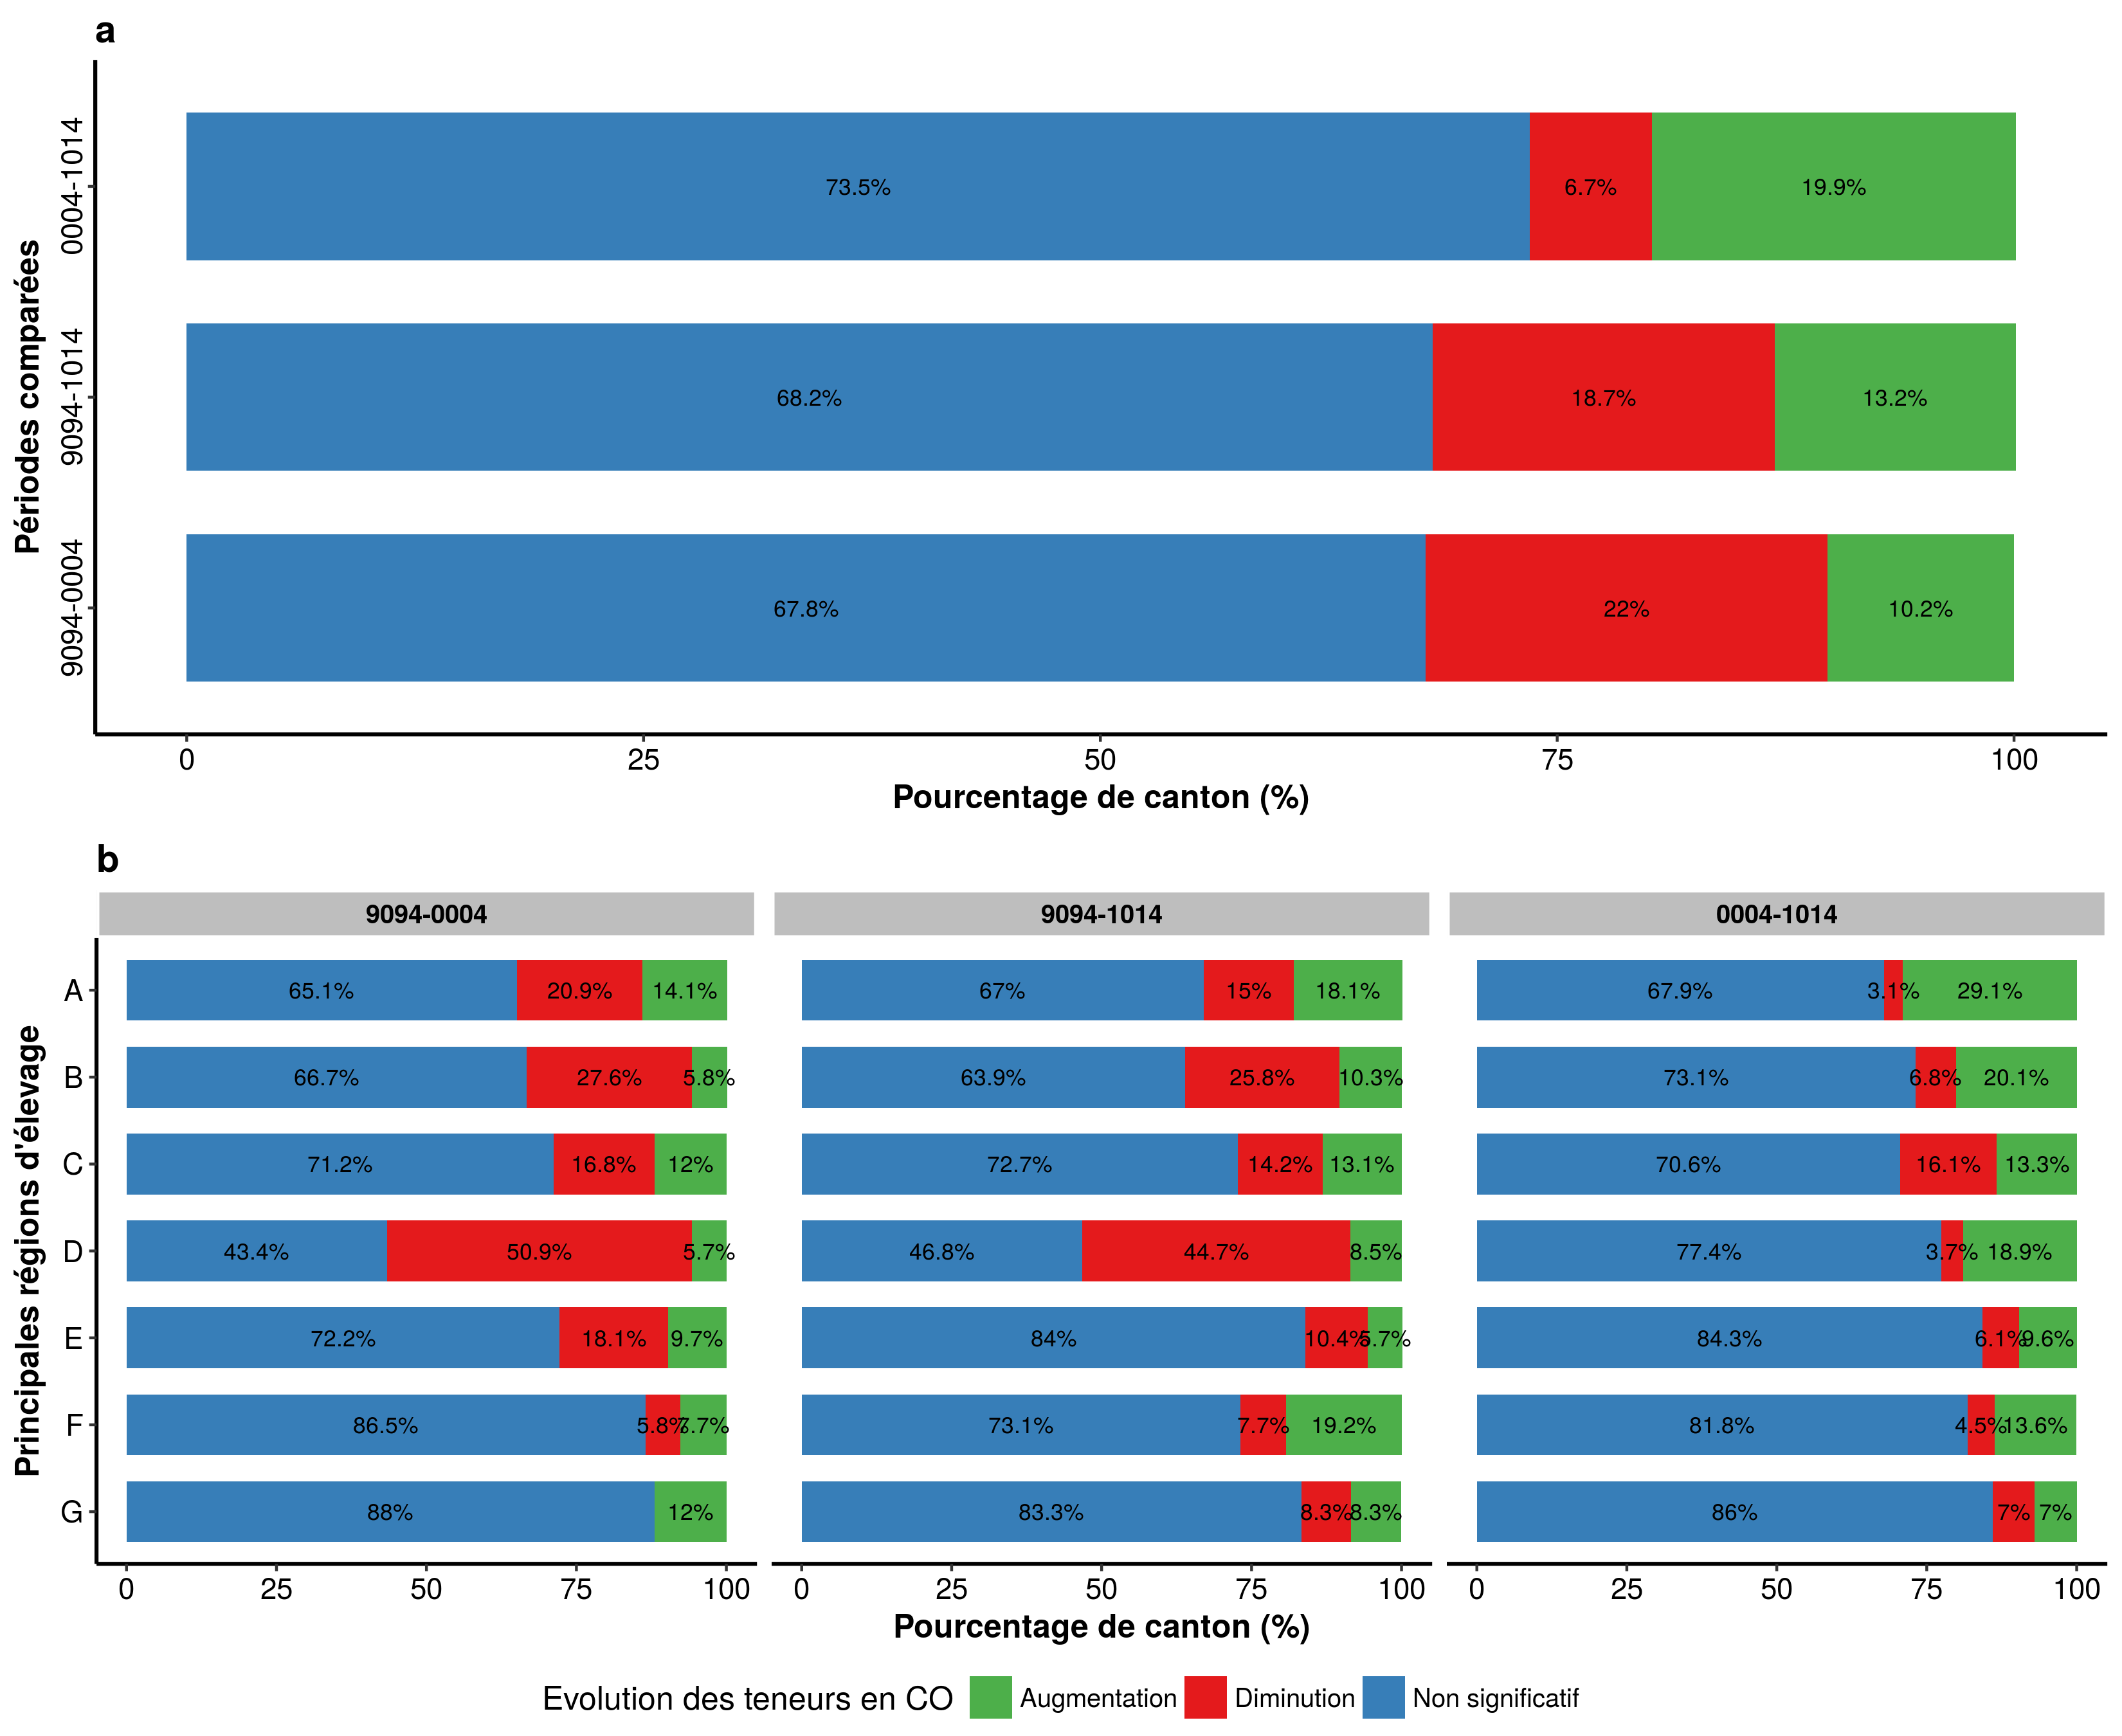 a
Périodes comparées
0004-1014
73.5% 6.7% 19.9%
9094-1014
68.2% 18.7% 13.2%
9094-0004
67.8% 22% 10.2%
0 25 50 75 100
Pourcentage de canton (%)
b
9094-0004 9094-1014 0004-1014
Principales régions d'élevage
A 65.1% 20.9% 14.1% 67% 15% 18.1% 67.9% 3.1% 29.1%
B 66.7% 27.6% 5.8% 63.9% 25.8% 10.3% 73.1% 6.8% 20.1%
C 71.2% 16.8% 12% 72.7% 14.2% 13.1% 70.6% 16.1% 13.3%
D 43.4% 50.9% 5.7% 46.8% 44.7% 8.5% 77.4% 3.7% 18.9%
E 72.2% 18.1% 9.7% 84% 10.4% 5.7% 84.3% 6.1% 9.6%
F 86.5% 5.8% 7.7% 73.1% 7.7% 19.2% 81.8% 4.5% 13.6%
G 88% 12% 83.3% 8.3% 8.3% 86% 7% 7%
0 25 50 75 100 0 25 50 75 100 0 25 50 75 100
Pourcentage de canton (%)
Evolution des teneurs en CO Augmentation Diminution Non significatif